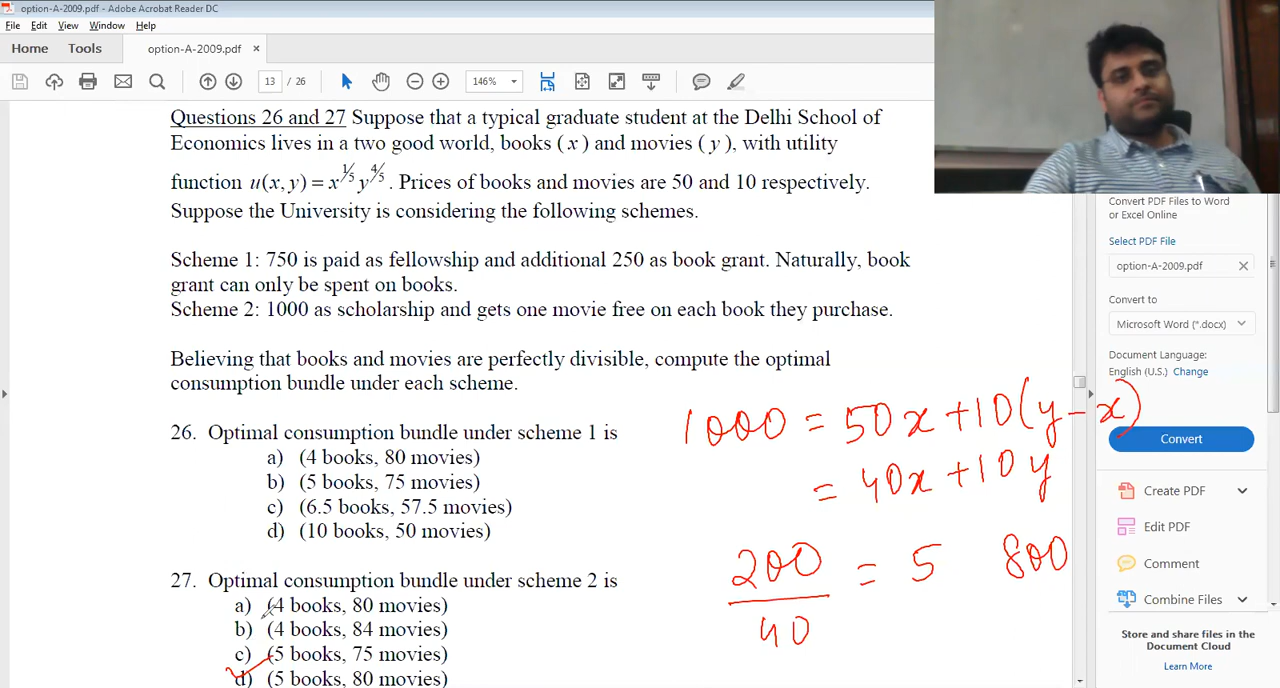 option-A-2009.pdf - Adobe Acrobat Reader DC
File Edit View Window Help
Home Tools option-A-2009.pdf ×
13 / 26 146%
Questions 26 and 27 Suppose that a typical graduate student at the Delhi School of
Economics lives in a two good world, books ( x ) and movies ( y ), with utility
function u(x, y) = x^{1/5} y^{4/5} . Prices of books and movies are 50 and 10 respectively.
Suppose the University is considering the following schemes.
Scheme 1: 750 is paid as fellowship and additional 250 as book grant. Naturally, book
grant can only be spent on books.
Scheme 2: 1000 as scholarship and gets one movie free on each book they purchase.
Believing that books and movies are perfectly divisible, compute the optimal
consumption bundle under each scheme.
26. Optimal consumption bundle under scheme 1 is
a) (4 books, 80 movies)
b) (5 books, 75 movies)
c) (6.5 books, 57.5 movies)
d) (10 books, 50 movies)
27. Optimal consumption bundle under scheme 2 is
a) (4 books, 80 movies)
b) (4 books, 84 movies)
c) (5 books, 75 movies)
d) (5 books, 80 movies)
1000 = 50x + 10(y - x)
= 40x + 10y
200/40 = 5 800
Convert PDF Files to Word
or Excel Online
Select PDF File
option-A-2009.pdf ×
Convert to
Microsoft Word (*.docx)
Document Language:
English (U.S.) Change
Convert
Create PDF
Edit PDF
Comment
Combine Files
Store and share files in the
Document Cloud
Learn More